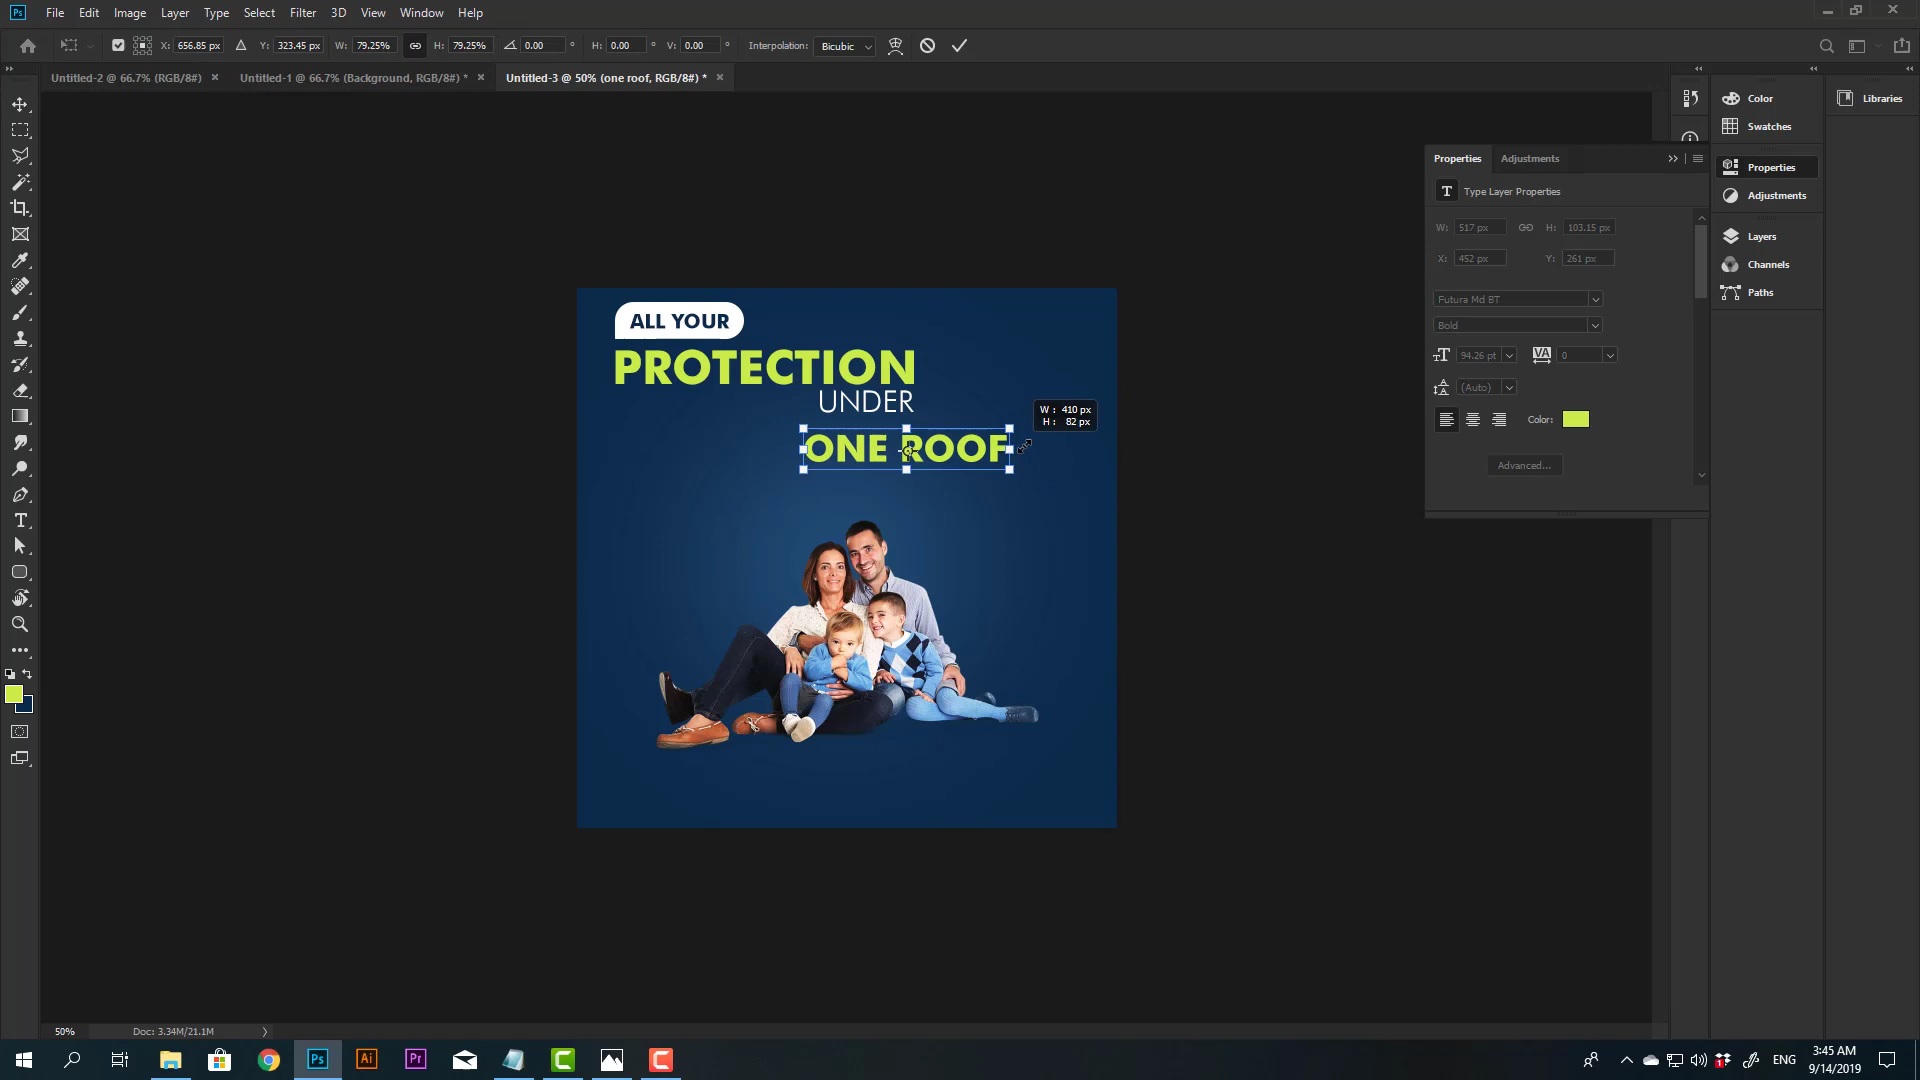 Ps File Edit Image Layer Type Select Filter 3D View Window Help
X: 656.85 px Y: 323.45 px W: 79.25% H: 79.25% 0.00 ° H: 0.00 ° V: 0.00 ° Interpolation: Bicubic
Untitled-2 @ 66.7% (RGB/8#) Untitled-1 @ 66.7% (Background, RGB/8#) * Untitled-3 @ 50% (one roof, RGB/8#) *
Color
Swatches
Properties
Adjustments
Layers
Channels
Paths
Libraries
Properties Adjustments
T Type Layer Properties
W: 517 px H: 103.15 px
X: 452 px Y: 261 px
Futura Md BT
Bold
94.26 pt VA 0
(Auto)
Color:
Advanced...
ALL YOUR
PROTECTION
UNDER
ONE ROOF
W : 410 px
H : 82 px
50% Doc: 3.34M/21.1M
Ps Ai Pr
ENG
3:45 AM
9/14/2019